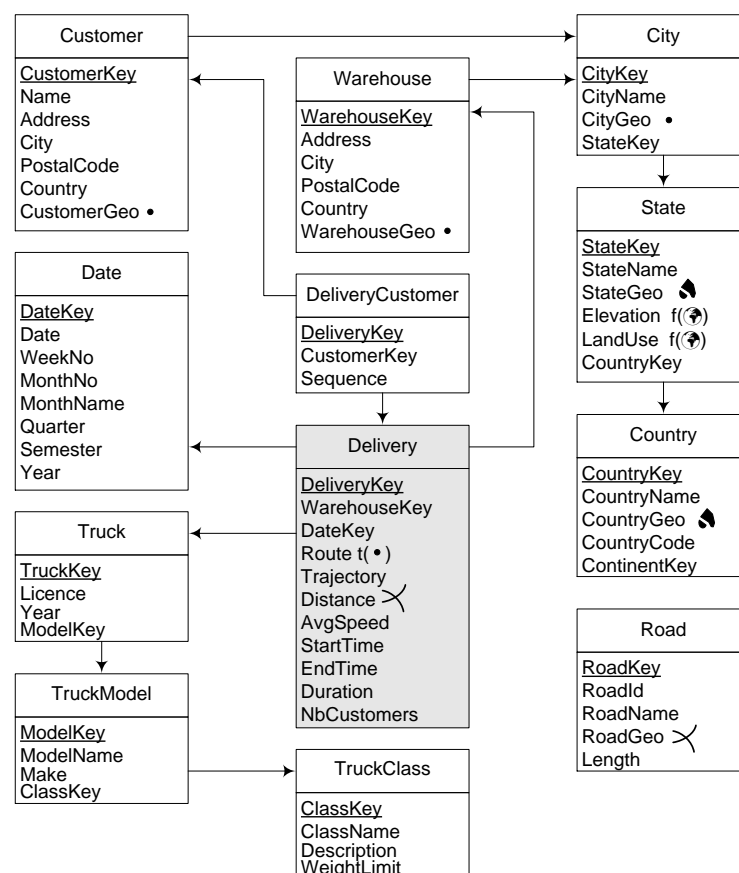 Customer
CustomerKey
Name
Address
City
PostalCode
Country
CustomerGeo
Warehouse
WarehouseKey
Address
City
PostalCode
Country
WarehouseGeo
City
CityKey
CityName
CityGeo
StateKey
State
StateKey
StateName
StateGeo
Elevation f( )
LandUse f( )
CountryKey
Date
DateKey
Date
WeekNo
MonthNo
MonthName
Quarter
Semester
Year
DeliveryCustomer
DeliveryKey
CustomerKey
Sequence
Delivery
DeliveryKey
WarehouseKey
DateKey
Route t(•)
Trajectory
Distance
AvgSpeed
StartTime
EndTime
Duration
NbCustomers
Country
CountryKey
CountryName
CountryGeo
CountryCode
ContinentKey
Truck
TruckKey
Licence
Year
ModelKey
Road
RoadKey
RoadId
RoadName
RoadGeo
Length
TruckModel
ModelKey
ModelName
Make
ClassKey
TruckClass
ClassKey
ClassName
Description
WeightLimit